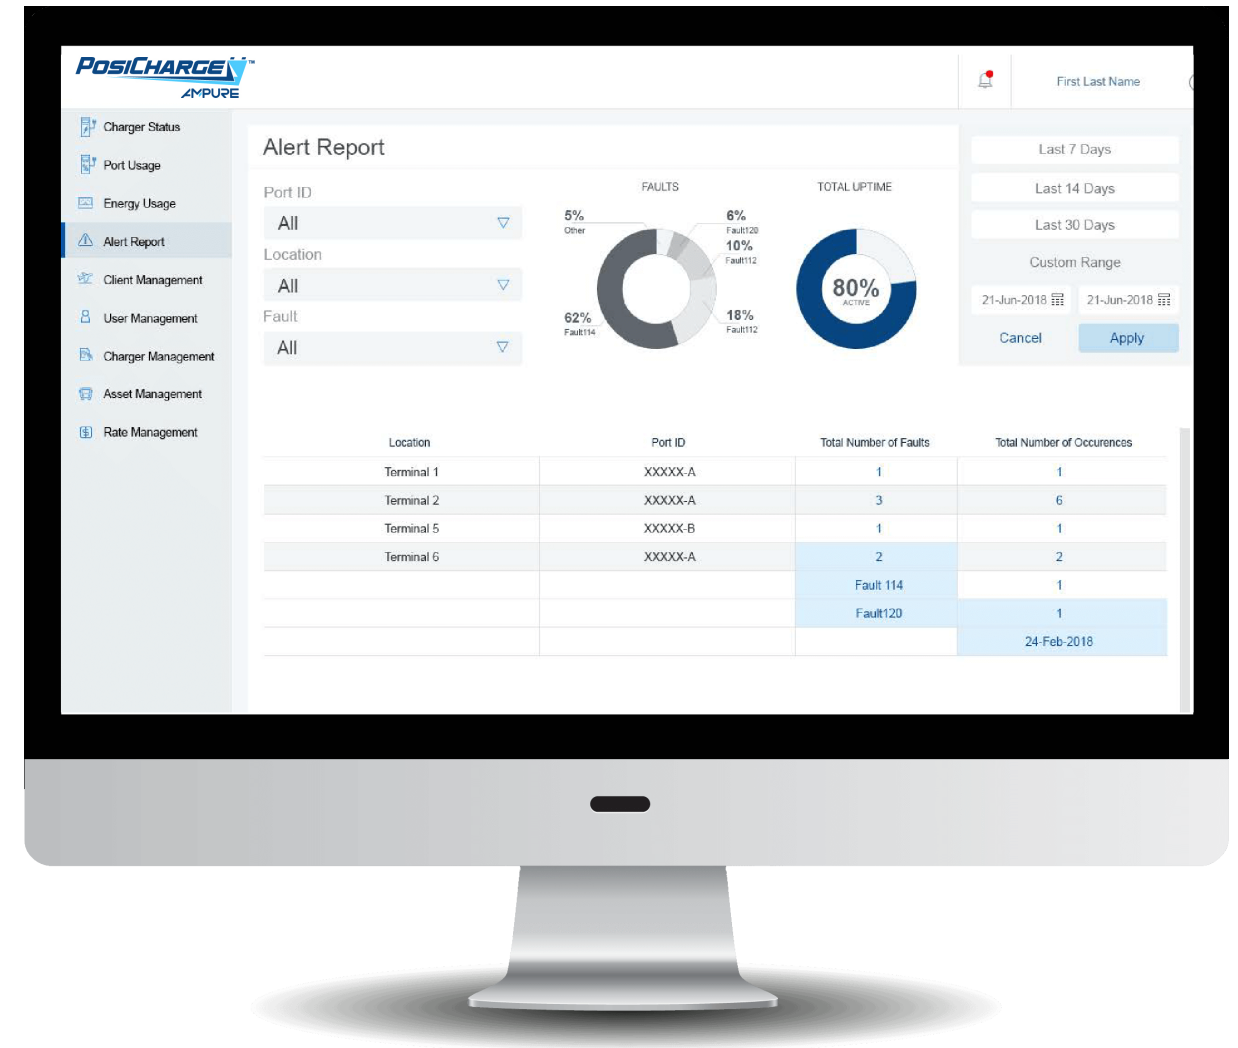 POSICHARGE™
AMPURE
First Last Name
Charger Status
Port Usage
Energy Usage
Alert Report
Client Management
User Management
Charger Management
Asset Management
Rate Management
Alert Report
Port ID
All
Location
All
Fault
All
FAULTS
5%
Other
6%
Fault120
10%
Fault112
62%
Fault114
18%
Fault112
TOTAL UPTIME
80%
ACTIVE
Last 7 Days
Last 14 Days
Last 30 Days
Custom Range
21-Jun-2018 21-Jun-2018
Cancel Apply
Location Port ID Total Number of Faults Total Number of Occurences
Terminal 1 XXXXX-A 1 1
Terminal 2 XXXXX-A 3 6
Terminal 5 XXXXX-B 1 1
Terminal 6 XXXXX-A 2 2
Fault 114 1
Fault120 1
24-Feb-2018